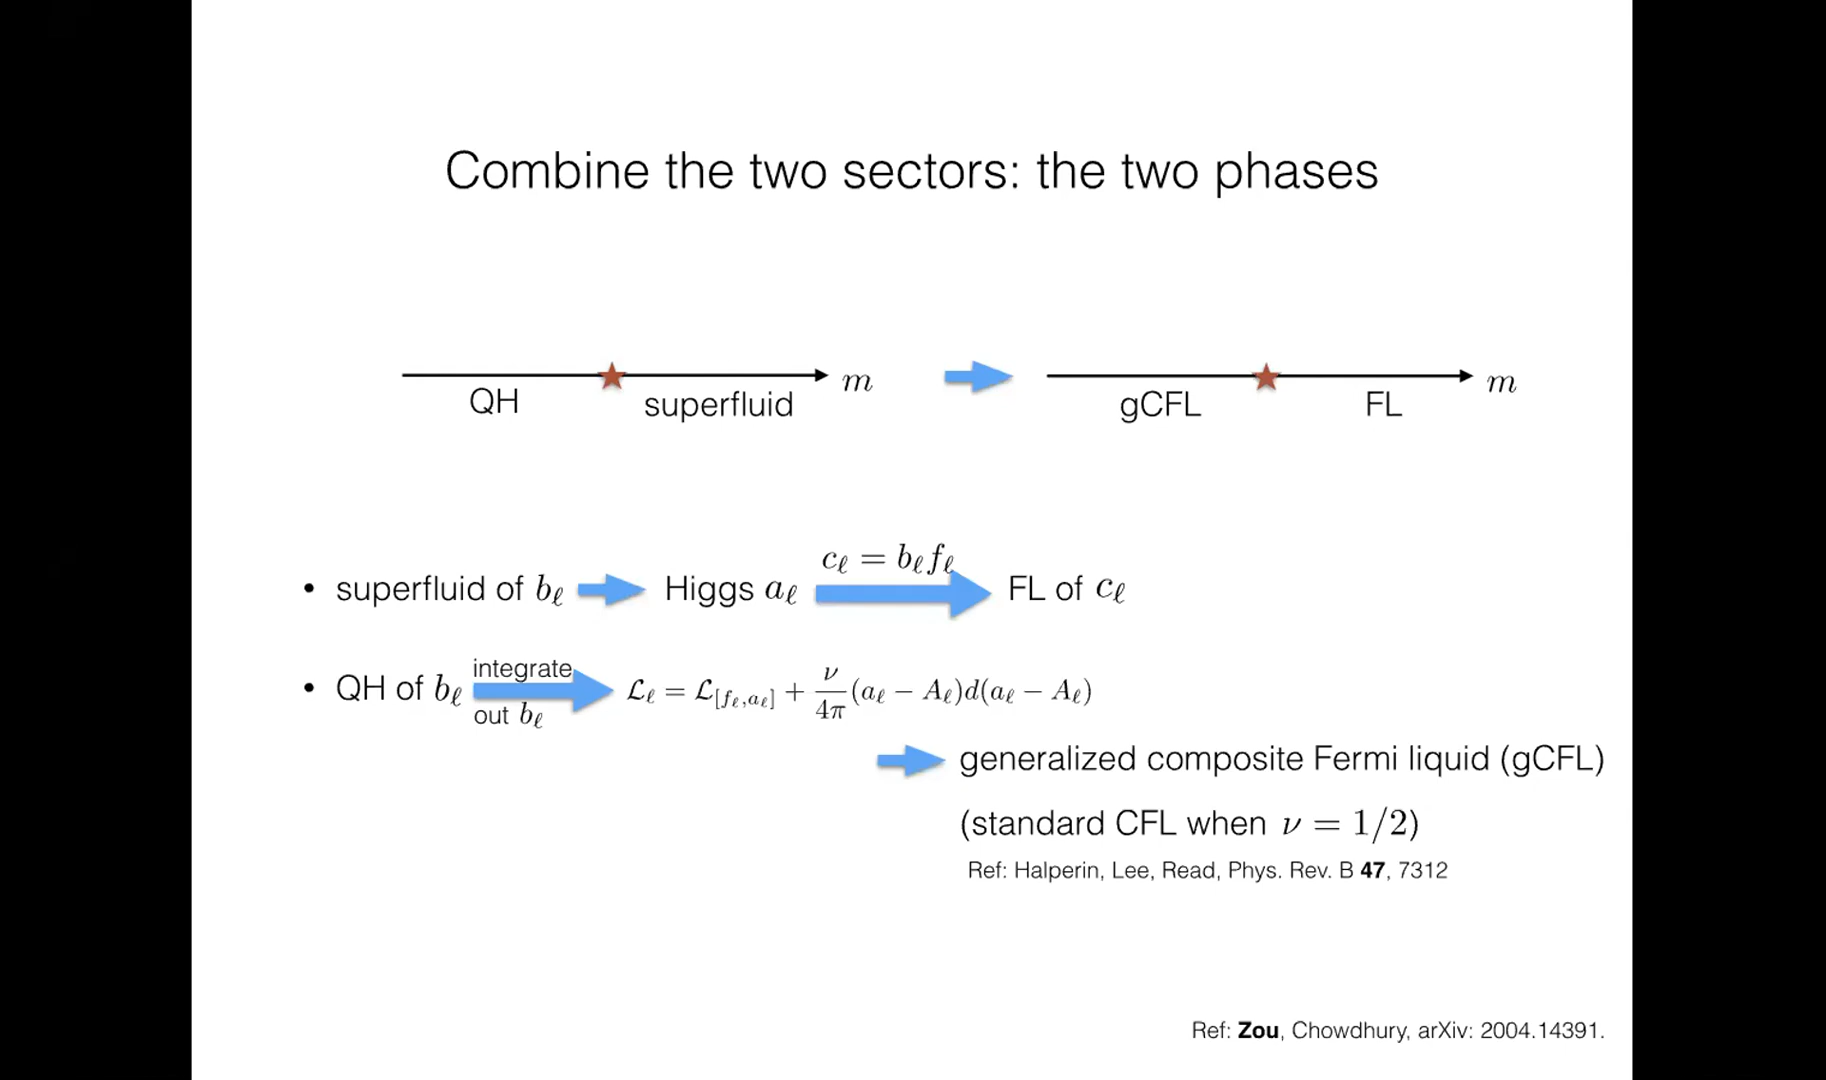 Combine the two sectors: the two phases
QH superfluid m gCFL FL m
• superfluid of bℓ Higgs aℓ cℓ = bℓfℓ FL of cℓ
• QH of bℓ integrate out bℓ ℒℓ = ℒ[fℓ,aℓ] + ν/4π (aℓ − Aℓ)d(aℓ − Aℓ)
generalized composite Fermi liquid (gCFL)
(standard CFL when ν = 1/2)
Ref: Halperin, Lee, Read, Phys. Rev. B 47, 7312
Ref: Zou, Chowdhury, arXiv: 2004.14391.